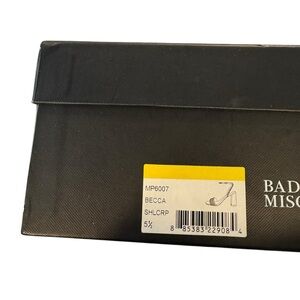 MP6007
BECCA
SHLCRP
5½
8 85383 22908 4
BAD
MISC